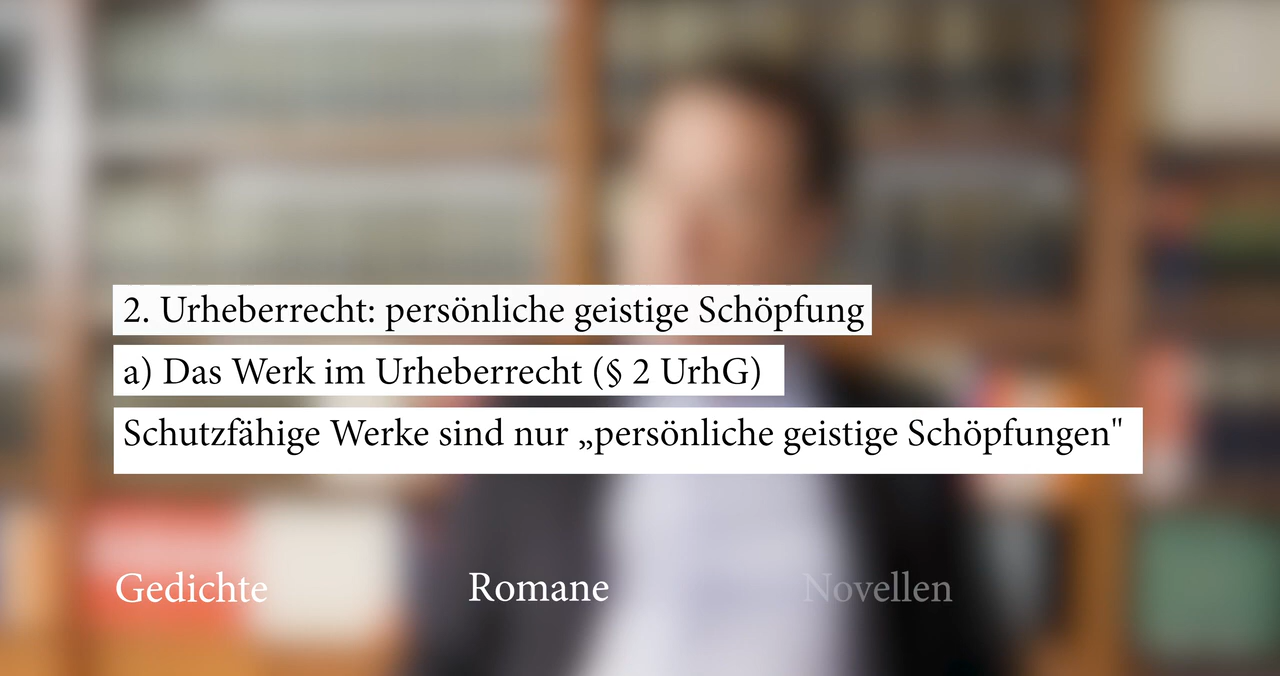 2. Urheberrecht: persönliche geistige Schöpfung
a) Das Werk im Urheberrecht (§ 2 UrhG)
Schutzfähige Werke sind nur „persönliche geistige Schöpfungen"
Gedichte Romane Novellen